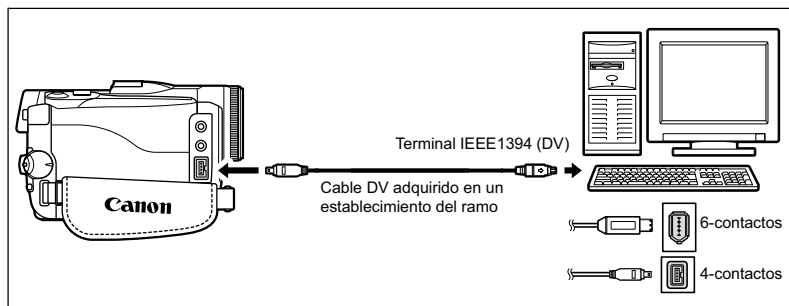 Terminal IEEE1394 (DV)
Cable DV adquirido en un
establecimiento del ramo
Canon
6-contactos
4-contactos